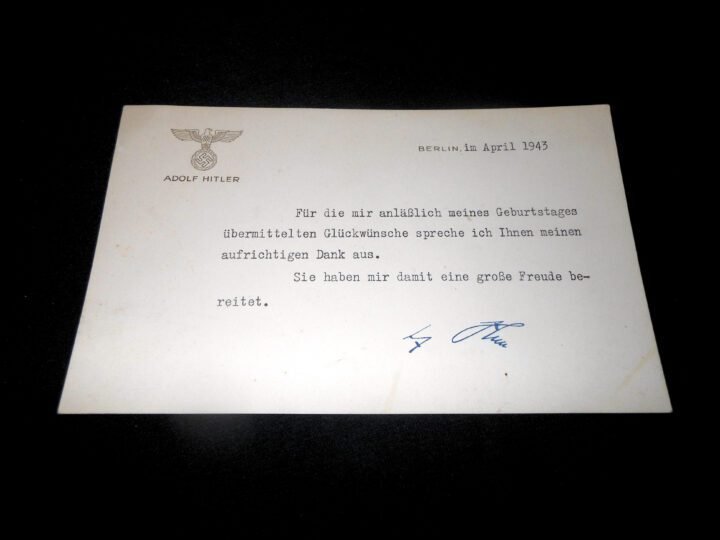 ADOLF HITLER
BERLIN, im April 1943
Für die mir anläßlich meines Geburtstages
übermittelten Glückwünsche spreche ich Ihnen meinen
aufrichtigen Dank aus.
Sie haben mir damit eine große Freude be-
reitet.